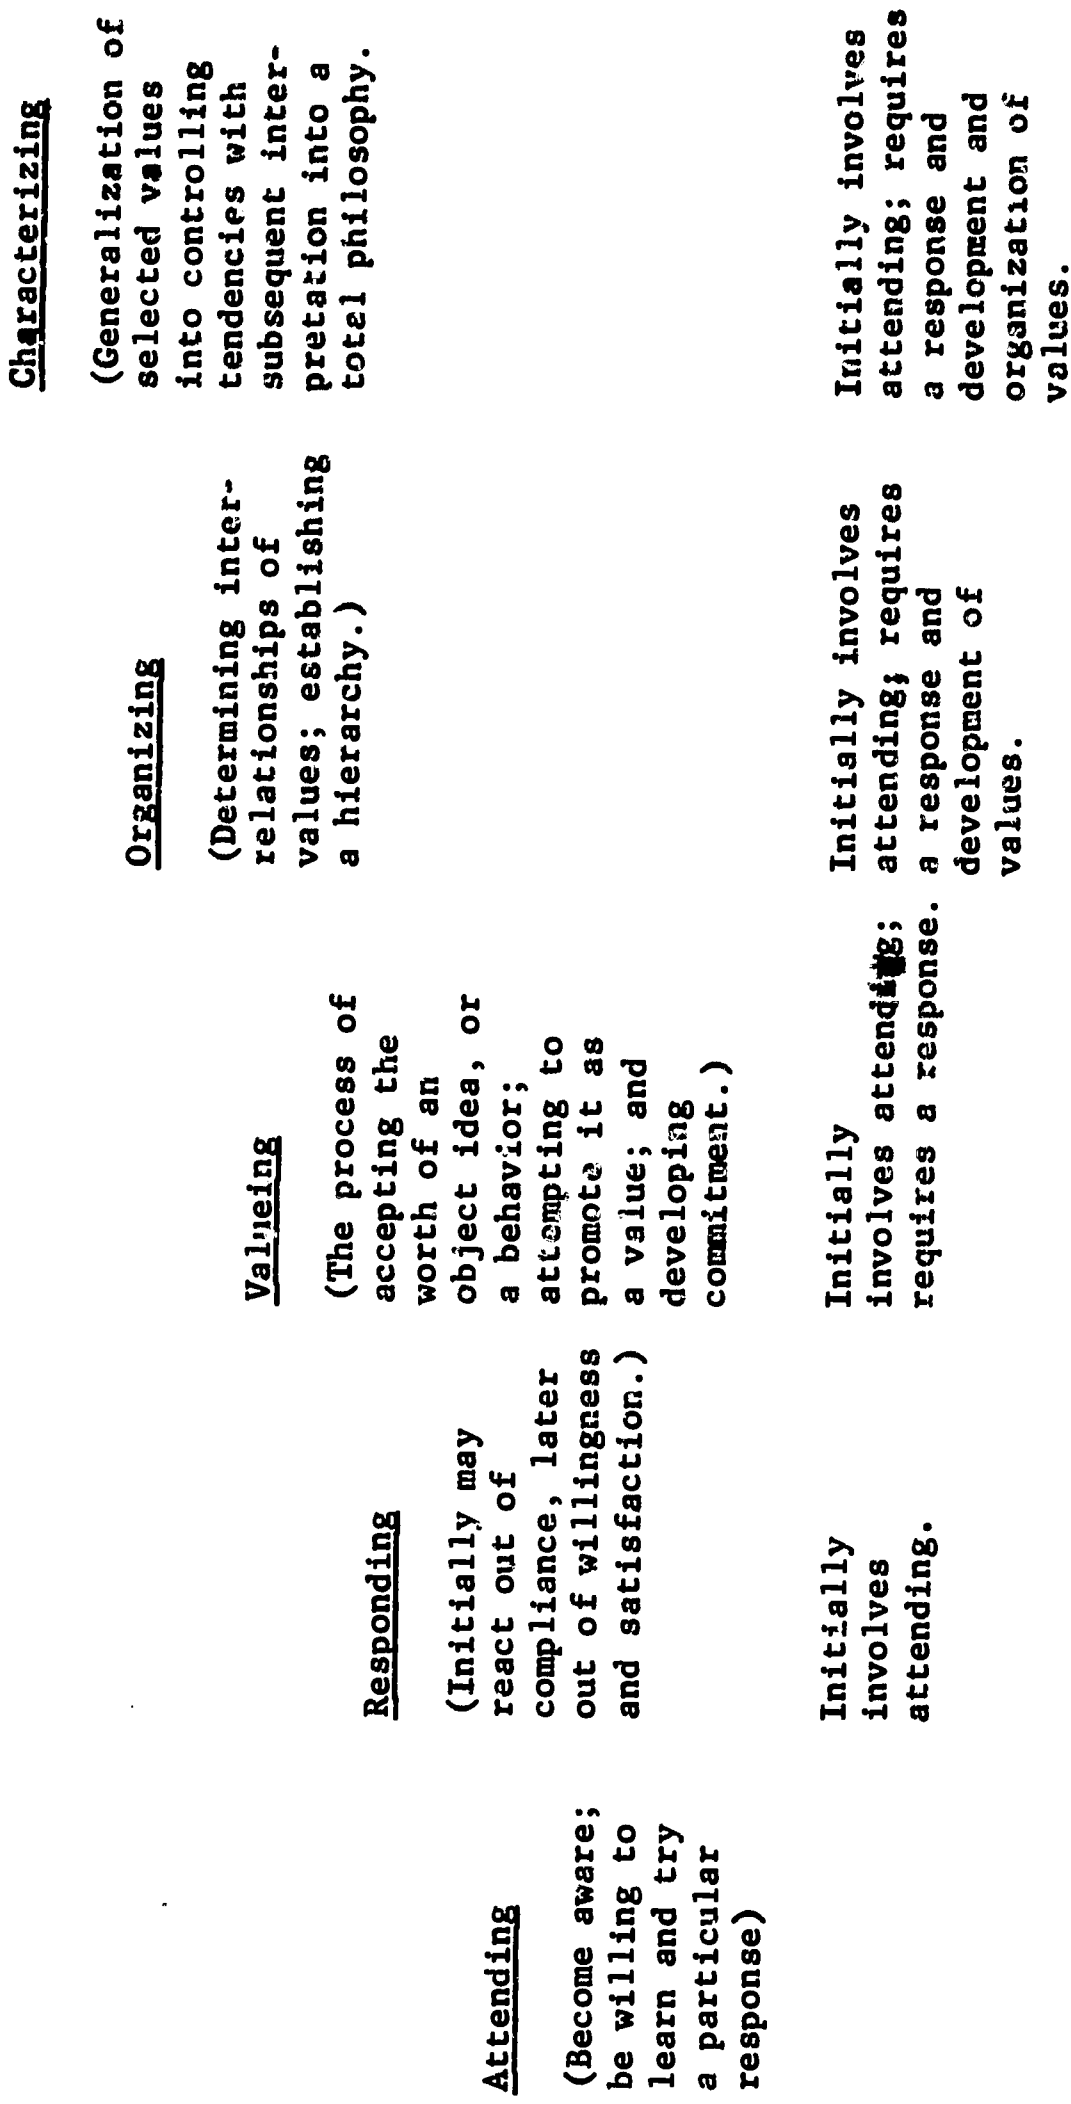 Attending
(Become aware;
be willing to
learn and try
a particular
response)
Responding
(Initially may
react out of
compliance, later
out of willingness
and satisfaction.)
Initially
involves
attending.
Valueing
(The process of
accepting the
worth of an
object idea, or
a behavior;
attempting to
promote it as
a value; and
developing
commitment.)
Initially
involves attending;
requires a response.
Organizing
(Determining inter-
relationships of
values; establishing
a hierarchy.)
Initially involves
attending; requires
a response and
development of
values.
Characterizing
(Generalization of
selected values
into controlling
tendencies with
subsequent inter-
pretation into a
total philosophy.
Initially involves
attending; requires
a response and
development and
organization of
values.